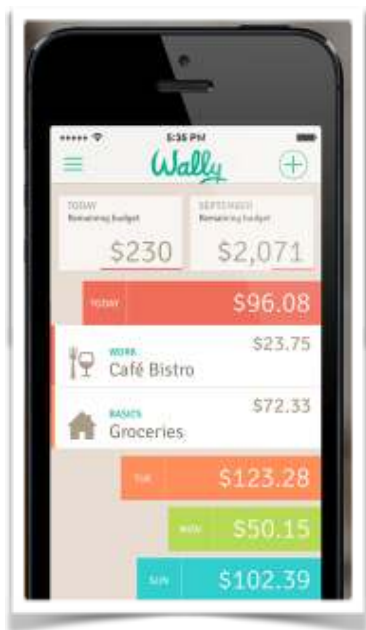 5:35 PM
Wally
TODAY SEPTEMBER
Remaining budget Remaining budget
$230 $2,071
TODAY $96.08
WORK $23.75
Café Bistro
BASICS $72.33
Groceries
TUE $123.28
MON $50.15
SUN $102.39